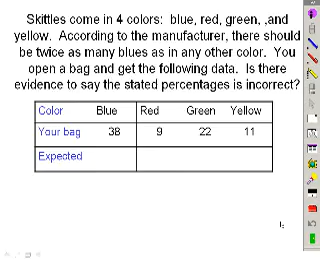 Skittles come in 4 colors:  blue, red, green, ,and
yellow.  According to the manufacturer, there should
be twice as many blues as in any other color.  You
open a bag and get the following data.  Is there
evidence to say the stated percentages is incorrect?
Color Blue Red Green Yellow
Your bag 38 9 22 11
Expected